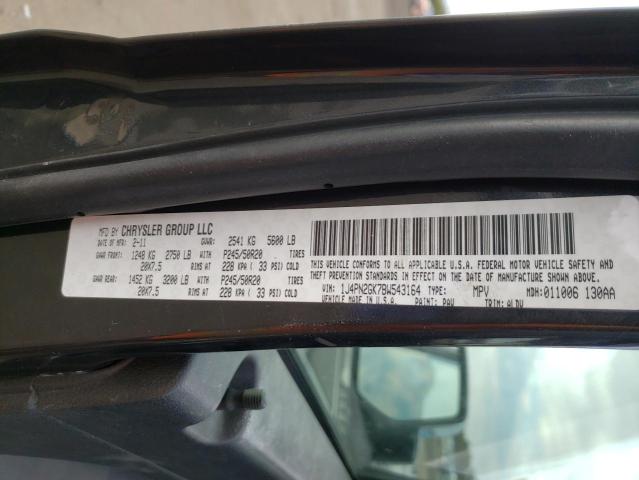 MFD BY CHRYSLER GROUP LLC
DATE OF MFR: 2-11 GVWR: 2541 KG 5600 LB
GAWR FRONT: 1248 KG 2750 LB P245/50R20 TIRES
20X7.5 RIMS AT 228 KPA ( 33 PSI) COLD
GAWR REAR: 1452 KG 3200 LB P245/50R20 TIRES
20X7.5 RIMS AT 228 KPA ( 33 PSI) COLD
THIS VEHICLE CONFORMS TO ALL APPLICABLE U.S.A. FEDERAL MOTOR VEHICLE SAFETY AND
THEFT PREVENTION STANDARDS IN EFFECT ON THE DATE OF MANUFACTURE SHOWN ABOVE.
VIN: 1J4PN2GK7BW543164 TYPE: MPV MDH: 011006 130AA
VEHICLE MADE IN U.S.A. PAINT: PAV TRIM: ALDV